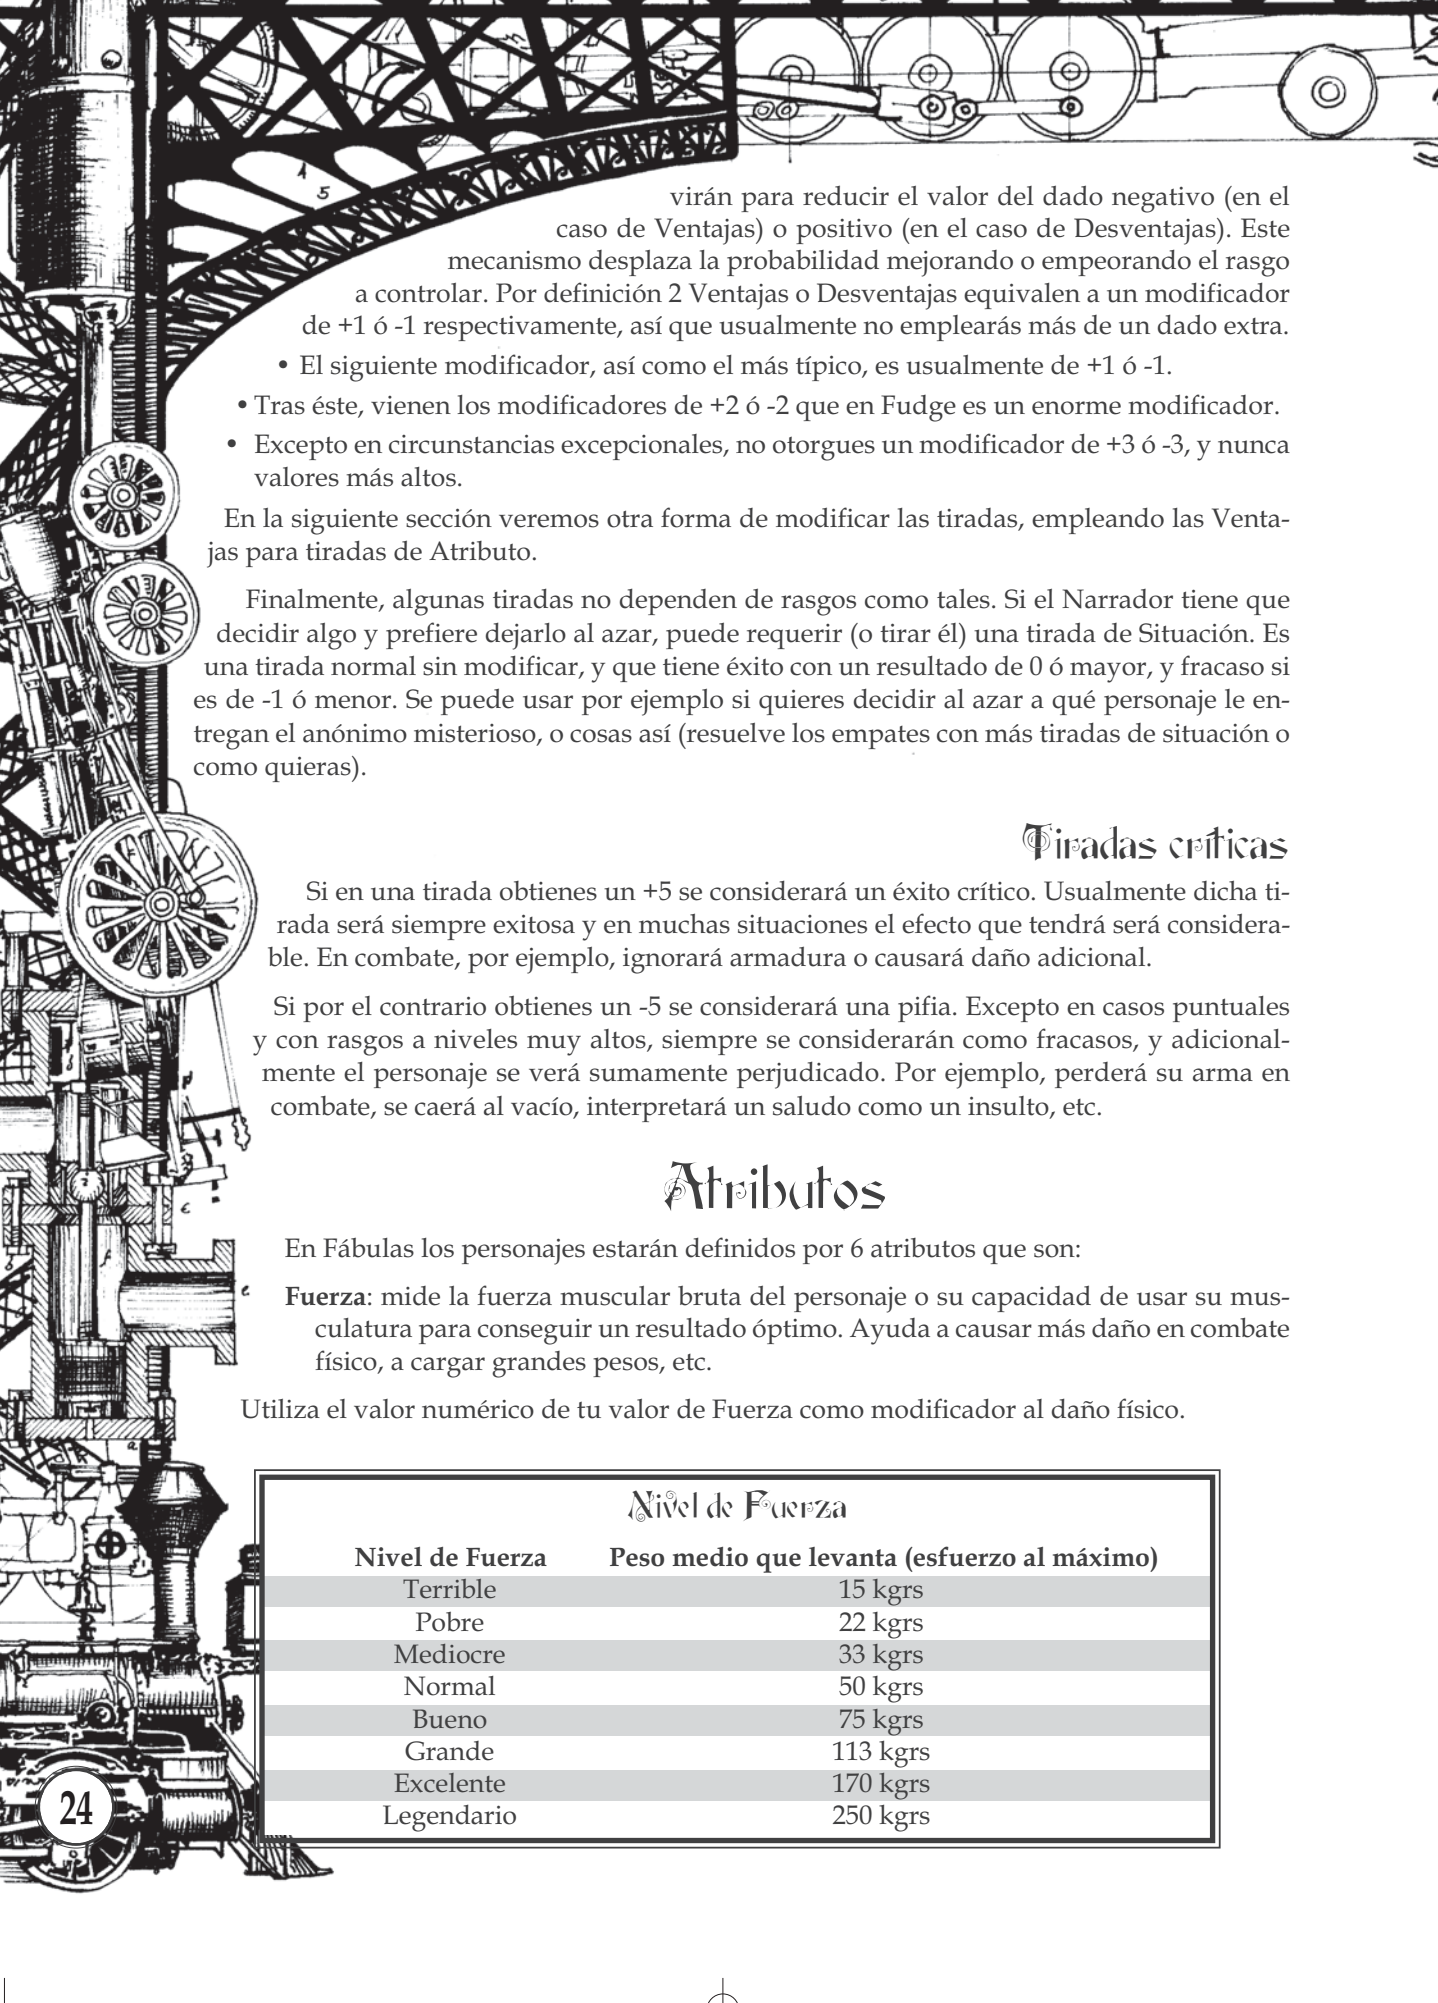 virán para reducir el valor del dado negativo (en el
caso de Ventajas) o positivo (en el caso de Desventajas). Este
mecanismo desplaza la probabilidad mejorando o empeorando el rasgo
a controlar. Por definición 2 Ventajas o Desventajas equivalen a un modificador
de +1 ó -1 respectivamente, así que usualmente no emplearás más de un dado extra.
• El siguiente modificador, así como el más típico, es usualmente de +1 ó -1.
• Tras éste, vienen los modificadores de +2 ó -2 que en Fudge es un enorme modificador.
• Excepto en circunstancias excepcionales, no otorgues un modificador de +3 ó -3, y nunca
valores más altos.
En la siguiente sección veremos otra forma de modificar las tiradas, empleando las Venta-
jas para tiradas de Atributo.
Finalmente, algunas tiradas no dependen de rasgos como tales. Si el Narrador tiene que
decidir algo y prefiere dejarlo al azar, puede requerir (o tirar él) una tirada de Situación. Es
una tirada normal sin modificar, y que tiene éxito con un resultado de 0 ó mayor, y fracaso si
es de -1 ó menor. Se puede usar por ejemplo si quieres decidir al azar a qué personaje le en-
tregan el anónimo misterioso, o cosas así (resuelve los empates con más tiradas de situación o
como quieras).
Tiradas críticas
Si en una tirada obtienes un +5 se considerará un éxito crítico. Usualmente dicha ti-
rada será siempre exitosa y en muchas situaciones el efecto que tendrá será considera-
ble. En combate, por ejemplo, ignorará armadura o causará daño adicional.
Si por el contrario obtienes un -5 se considerará una pifia. Excepto en casos puntuales
y con rasgos a niveles muy altos, siempre se considerarán como fracasos, y adicional-
mente el personaje se verá sumamente perjudicado. Por ejemplo, perderá su arma en
combate, se caerá al vacío, interpretará un saludo como un insulto, etc.
Atributos
En Fábulas los personajes estarán definidos por 6 atributos que son:
Fuerza: mide la fuerza muscular bruta del personaje o su capacidad de usar su mus-
culatura para conseguir un resultado óptimo. Ayuda a causar más daño en combate
físico, a cargar grandes pesos, etc.
Utiliza el valor numérico de tu valor de Fuerza como modificador al daño físico.
Nivel de Fuerza
Nivel de Fuerza Peso medio que levanta (esfuerzo al máximo)
Terrible 15 kgrs
Pobre 22 kgrs
Mediocre 33 kgrs
Normal 50 kgrs
Bueno 75 kgrs
Grande 113 kgrs
Excelente 170 kgrs
Legendario 250 kgrs
24